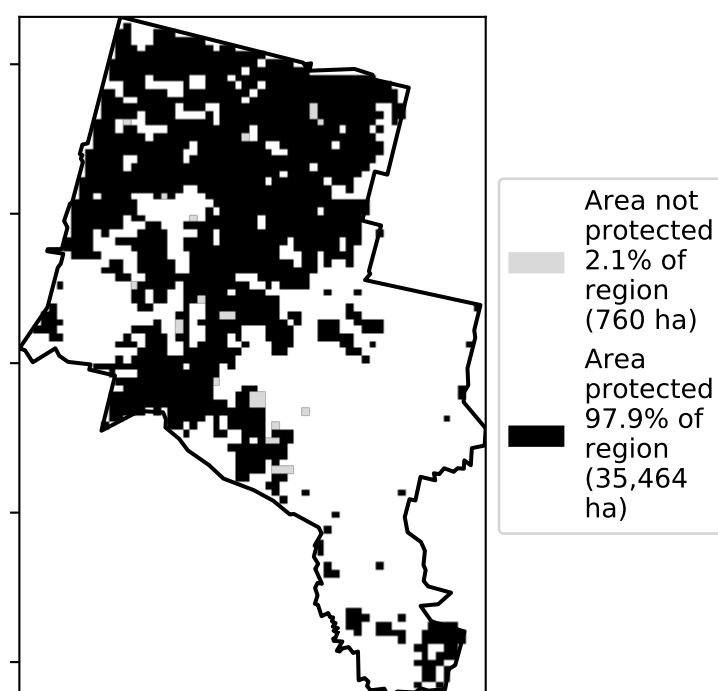 Area not
protected
2.1% of
region
(760 ha)
Area
protected
97.9% of
region
(35,464
ha)